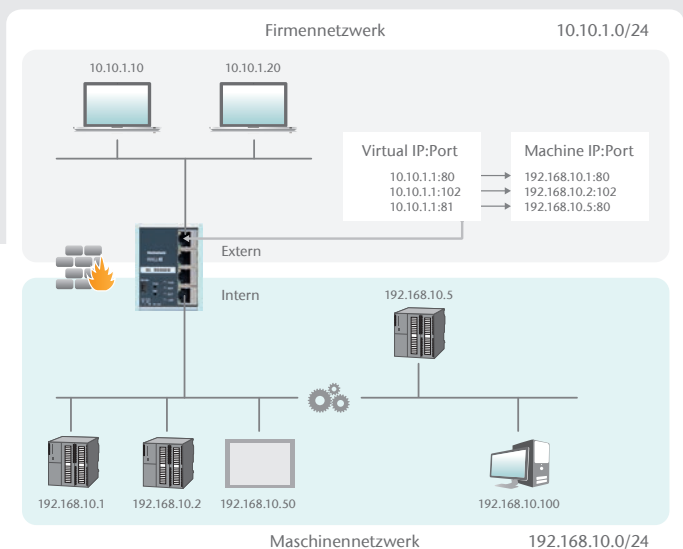 Firmennetzwerk 10.10.1.0/24
10.10.1.10 10.10.1.20
Virtual IP:Port Machine IP:Port
10.10.1.1:80 192.168.10.1:80
10.10.1.1:102 192.168.10.2:102
10.10.1.1:81 192.168.10.5:80
Extern
Intern
192.168.10.5
192.168.10.1 192.168.10.2 192.168.10.50 192.168.10.100
Maschinennetzwerk 192.168.10.0/24